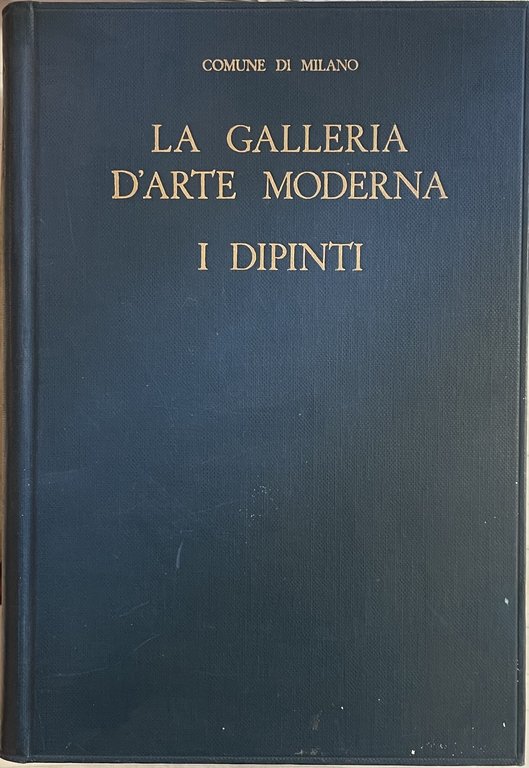 COMUNE DI MILANO
LA GALLERIA
D'ARTE MODERNA
I DIPINTI